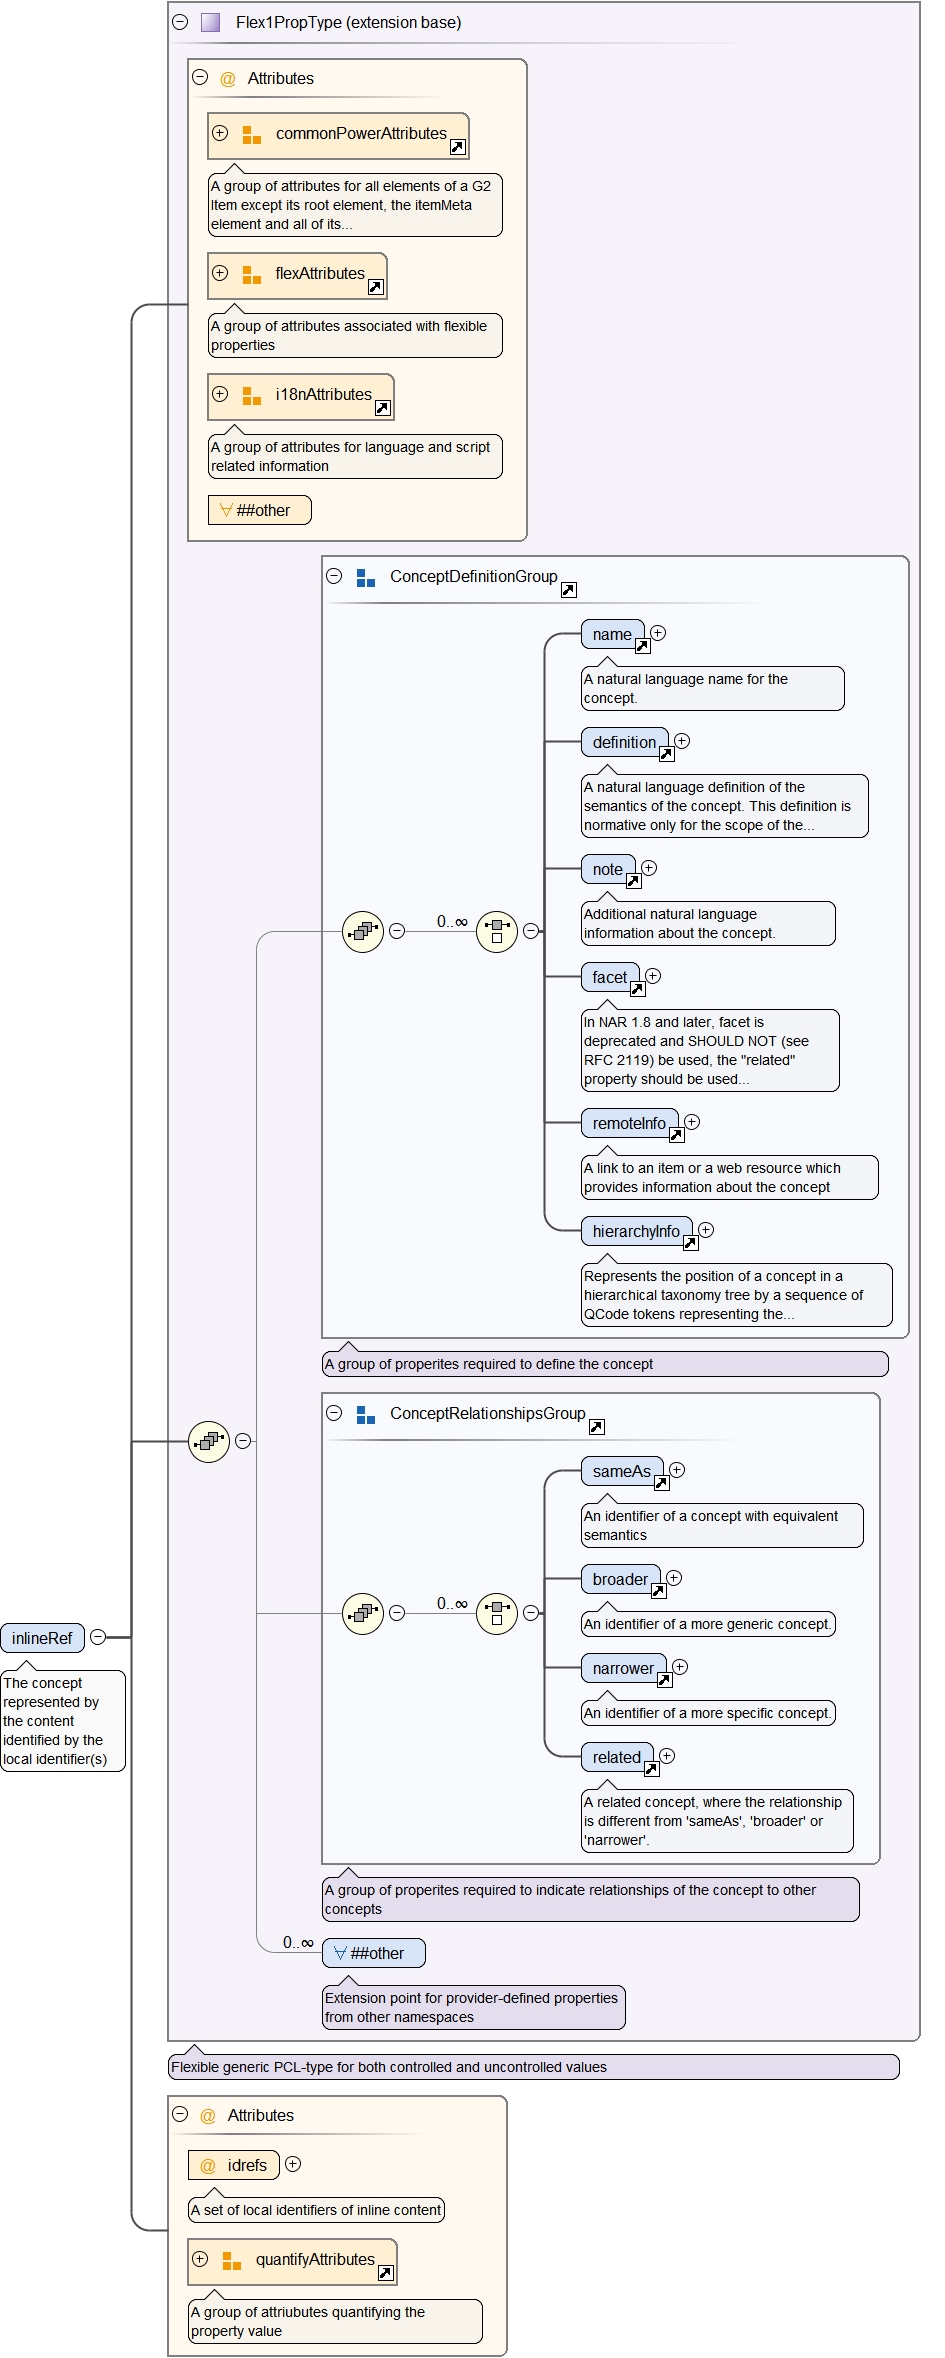 Flex1PropType (extension base)
@ Attributes
commonPowerAttributes
A group of attributes for all elements of a G2
Item except its root element, the itemMeta
element and all of its...
flexAttributes
A group of attributes associated with flexible
properties
i18nAttributes
A group of attributes for language and script
related information
##other
ConceptDefinitionGroup
name
A natural language name for the
concept.
definition
A natural language definition of the
semantics of the concept. This definition is
normative only for the scope of the...
note
Additional natural language
information about the concept.
0..∞
facet
In NAR 1.8 and later, facet is
deprecated and SHOULD NOT (see
RFC 2119) be used, the "related"
property should be used...
remoteInfo
A link to an item or a web resource which
provides information about the concept
hierarchyInfo
Represents the position of a concept in a
hierarchical taxonomy tree by a sequence of
QCode tokens representing the...
A group of properites required to define the concept
ConceptRelationshipsGroup
sameAs
An identifier of a concept with equivalent
semantics
broader
0..∞
An identifier of a more generic concept.
inlineRef
The concept
represented by
the content
identified by the
local identifier(s)
narrower
An identifier of a more specific concept.
related
A related concept, where the relationship
is different from 'sameAs', 'broader' or
'narrower'.
A group of properites required to indicate relationships of the concept to other
concepts
0..∞
##other
Extension point for provider-defined properties
from other namespaces
Flexible generic PCL-type for both controlled and uncontrolled values
@ Attributes
@ idrefs
A set of local identifiers of inline content
quantifyAttributes
A group of attriubutes quantifying the
property value